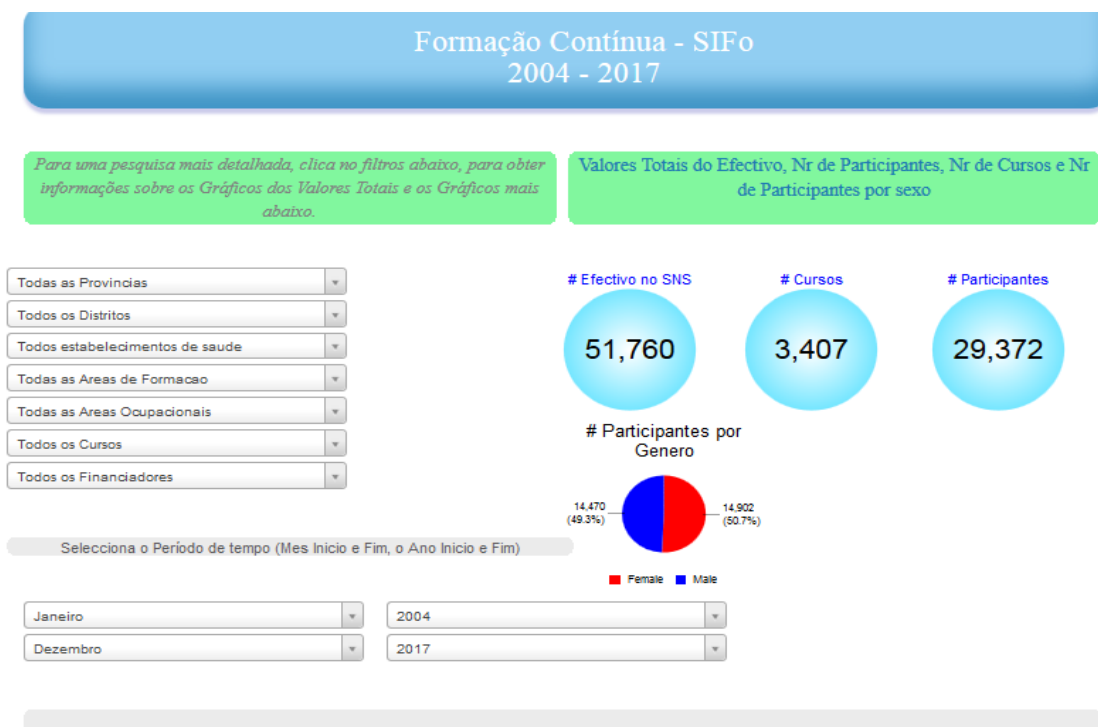 Formação Contínua - SIFo
2004 - 2017
Para uma pesquisa mais detalhada, clica no filtros abaixo, para obter
informações sobre os Gráficos dos Valores Totais e os Gráficos mais
abaixo.
Valores Totais do Efectivo, Nr de Participantes, Nr de Cursos e Nr
de Participantes por sexo
Todas as Provincias
Todos os Distritos
Todos estabelecimentos de saude
Todas as Areas de Formacao
Todas as Areas Ocupacionais
Todos os Cursos
Todos os Financiadores
# Efectivo no SNS
51,760
# Cursos
3,407
# Participantes
29,372
# Participantes por
Genero
14,470
(49.3%)
14,902
(50.7%)
Female
Male
Selecciona o Período de tempo (Mes Inicio e Fim, o Ano Inicio e Fim)
Janeiro
2004
Dezembro
2017